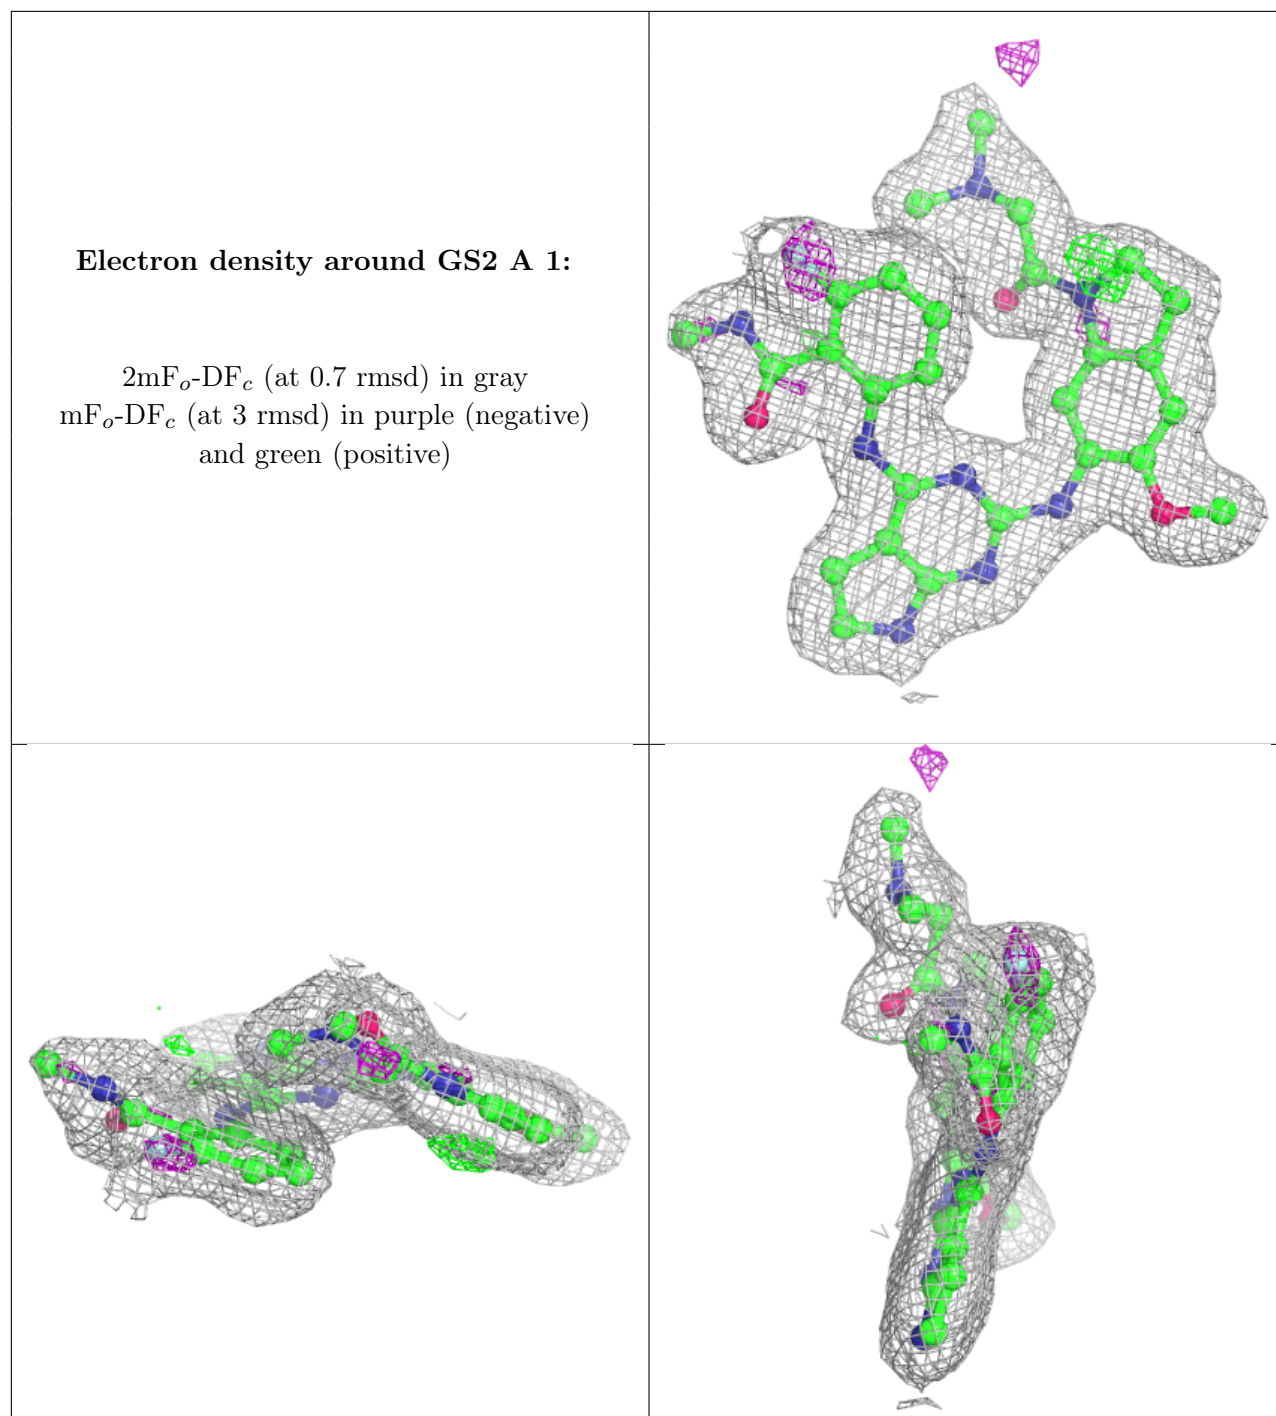 Electron density around GS2 A 1:
2mFo-DFc (at 0.7 rmsd) in gray
mFo-DFc (at 3 rmsd) in purple (negative)
and green (positive)